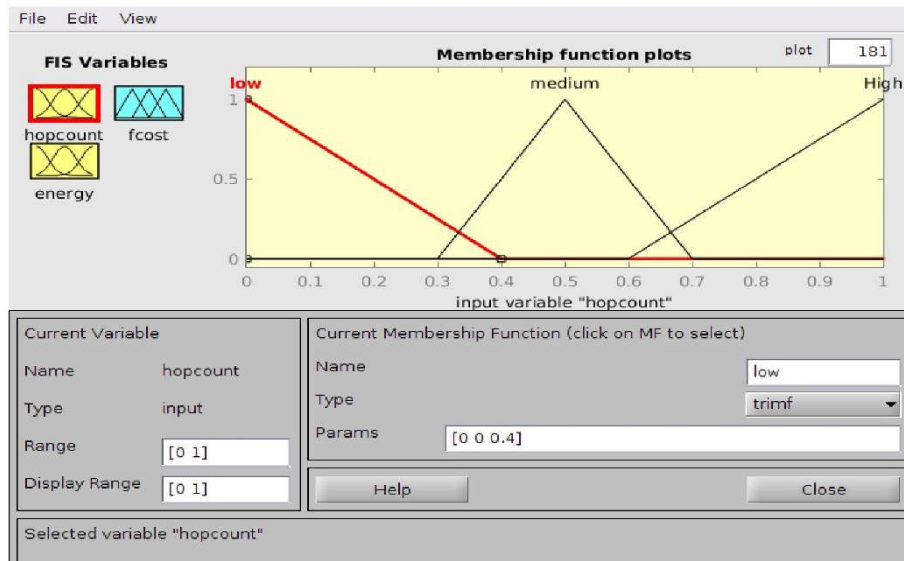 File Edit View
FIS Variables
hopcount fcost
energy
Membership function plots
plot 181
low medium High
1
0.5
0
0 0.1 0.2 0.3 0.4 0.5 0.6 0.7 0.8 0.9 1
input variable "hopcount"
Current Variable
Name hopcount
Type input
Range [0 1]
Display Range [0 1]
Current Membership Function (click on MF to select)
Name low
Type trimf
Params [0 0 0.4]
Help Close
Selected variable "hopcount"